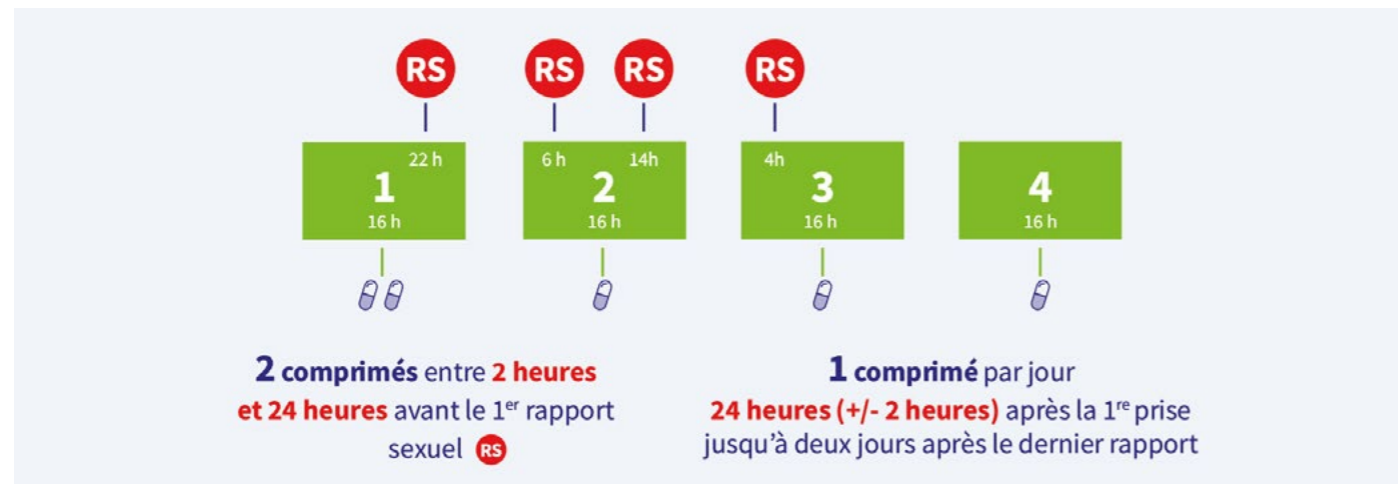 RS RS RS RS
22 h 6 h 14h 4h
1 2 3 4
16 h 16 h 16 h 16 h
2 comprimés entre 2 heures
et 24 heures avant le 1er rapport
sexuel RS
1 comprimé par jour
24 heures (+/- 2 heures) après la 1re prise
jusqu'à deux jours après le dernier rapport